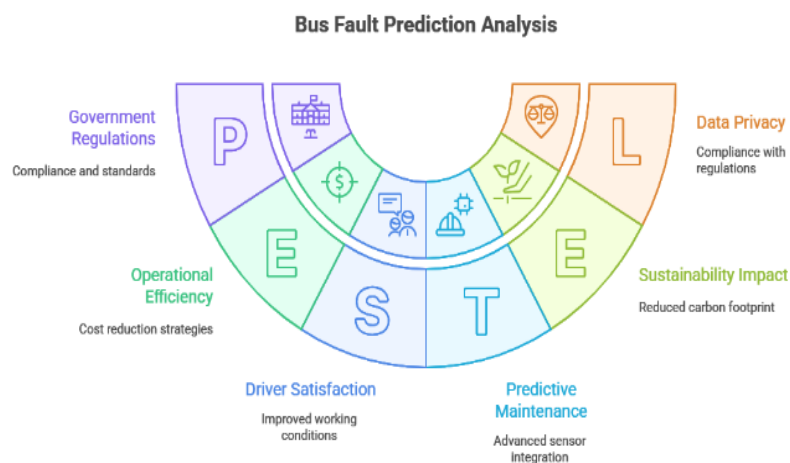 Bus Fault Prediction Analysis
Government
Regulations
Compliance and standards
P
Operational
Efficiency
Cost reduction strategies
E
Driver Satisfaction
Improved working
conditions
S
Predictive
Maintenance
Advanced sensor
integration
T
Sustainability Impact
Reduced carbon footprint
E
Data Privacy
Compliance with
regulations
L
$